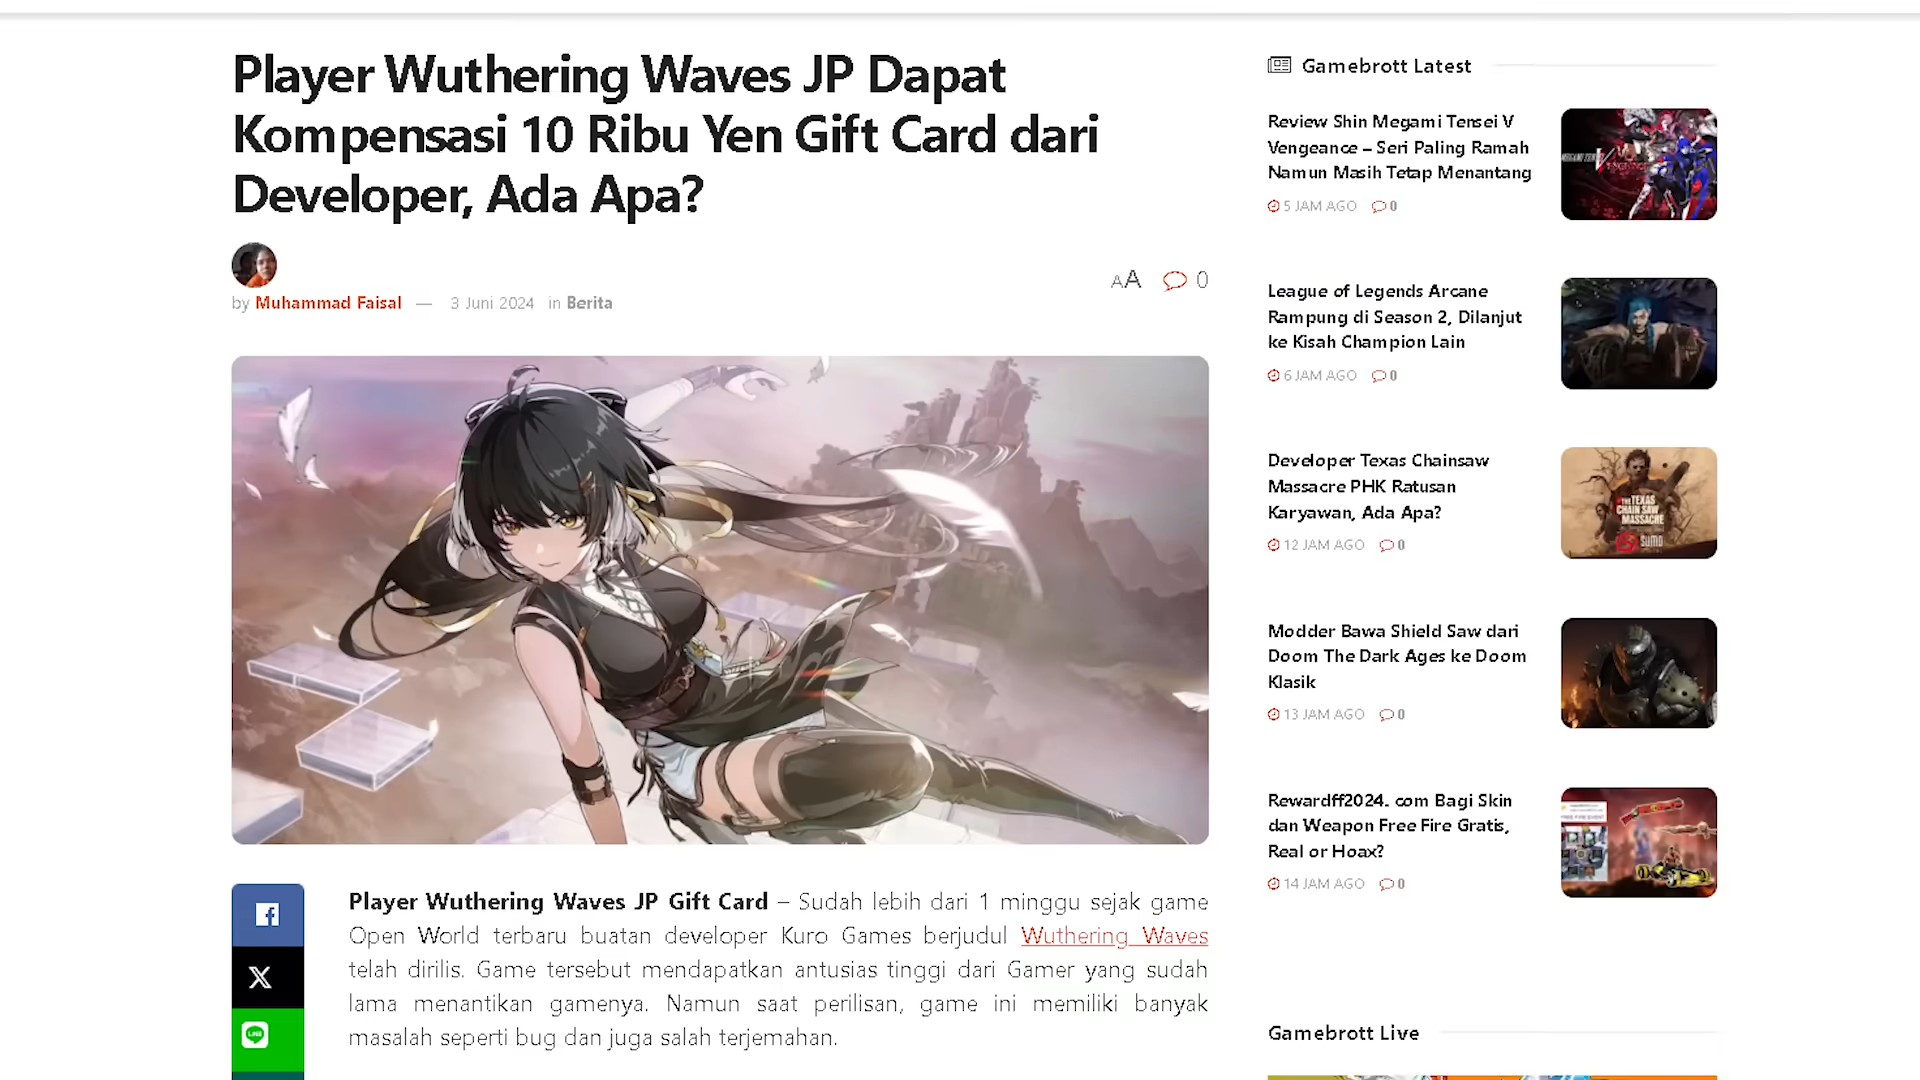 Player Wuthering Waves JP Dapat
Kompensasi 10 Ribu Yen Gift Card dari
Developer, Ada Apa?
by Muhammad Faisal — 3 Juni 2024 in Berita
AA 0
Player Wuthering Waves JP Gift Card – Sudah lebih dari 1 minggu sejak game
Open World terbaru buatan developer Kuro Games berjudul Wuthering Waves
telah dirilis. Game tersebut mendapatkan antusias tinggi dari Gamer yang sudah
lama menantikan gamenya. Namun saat perilisan, game ini memiliki banyak
masalah seperti bug dan juga salah terjemahan.
Gamebrott Latest
Review Shin Megami Tensei V
Vengeance – Seri Paling Ramah
Namun Masih Tetap Menantang
5 JAM AGO 0
League of Legends Arcane
Rampung di Season 2, Dilanjut
ke Kisah Champion Lain
6 JAM AGO 0
Developer Texas Chainsaw
Massacre PHK Ratusan
Karyawan, Ada Apa?
12 JAM AGO 0
THE TEXAS
CHAIN SAW
MASSACRE
SUMO
Modder Bawa Shield Saw dari
Doom The Dark Ages ke Doom
Klasik
13 JAM AGO 0
Rewardff2024. com Bagi Skin
dan Weapon Free Fire Gratis,
Real or Hoax?
14 JAM AGO 0
Gamebrott Live